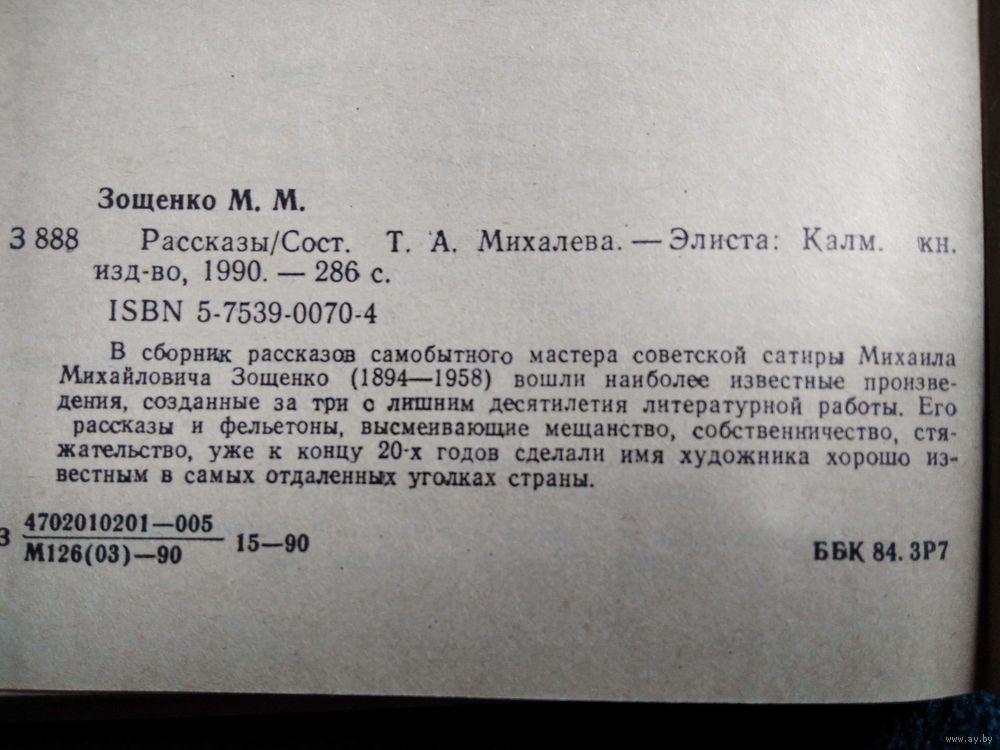 Зощенко М. М.
З 888 Рассказы/Сост. Т. А. Михалева. — Элиста: Калм. кн.
изд-во, 1990. — 286 с.
ISBN 5-7539-0070-4
В сборник рассказов самобытного мастера советской сатиры Михаила
Михайловича Зощенко (1894—1958) вошли наиболее известные произве-
дения, созданные за три с лишним десятилетия литературной работы. Его
рассказы и фельетоны, высмеивающие мещанство, собственничество, стя-
жательство, уже к концу 20-х годов сделали имя художника хорошо из-
вестным в самых отдаленных уголках страны.
З 4702010201—005
М126(03)—90
15—90
ББК 84. 3Р7
www.ay.by